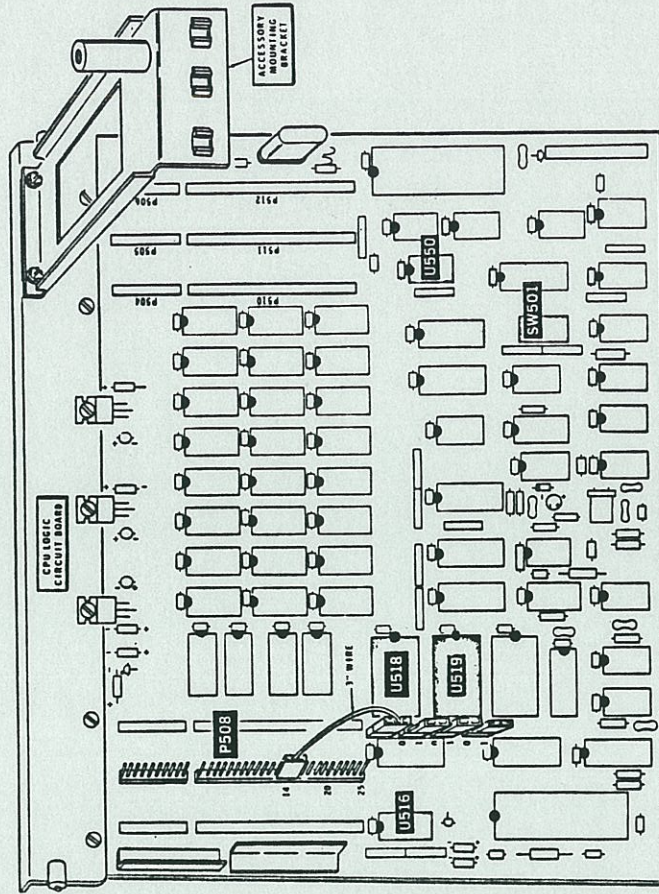 ACCESSORY
MOUNTING
BRACKET
CPU LOGIC
CIRCUIT BOARD
P506
P512
P505
P511
P504
P510
U550
SW501
3" WIRE
P508
U518
U519
14
20
25
U516